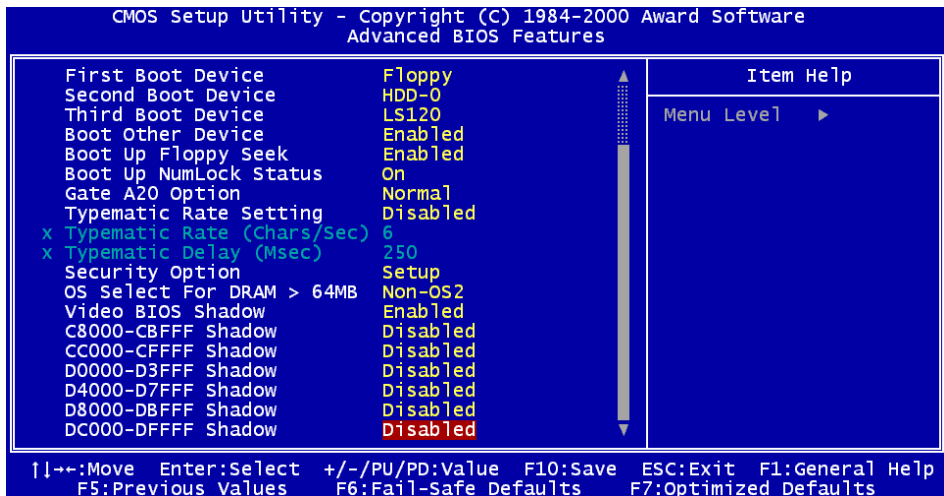 CMOS Setup Utility - Copyright (C) 1984-2000 Award Software
Advanced BIOS Features
First Boot Device Floppy
Second Boot Device HDD-0
Third Boot Device LS120
Boot Other Device Enabled
Boot Up Floppy Seek Enabled
Boot Up NumLock Status On
Gate A20 Option Normal
Typematic Rate Setting Disabled
x Typematic Rate (Chars/Sec) 6
x Typematic Delay (Msec) 250
Security Option Setup
OS Select For DRAM > 64MB Non-OS2
Video BIOS Shadow Enabled
C8000-CBFFF Shadow Disabled
CC000-CFFFF Shadow Disabled
D0000-D3FFF Shadow Disabled
D4000-D7FFF Shadow Disabled
D8000-DBFFF Shadow Disabled
DC000-DFFFF Shadow Disabled
Item Help
Menu Level ▶
↑↓→←:Move Enter:Select +/-/PU/PD:Value F10:Save ESC:Exit F1:General Help
F5:Previous Values F6:Fail-Safe Defaults F7:Optimized Defaults